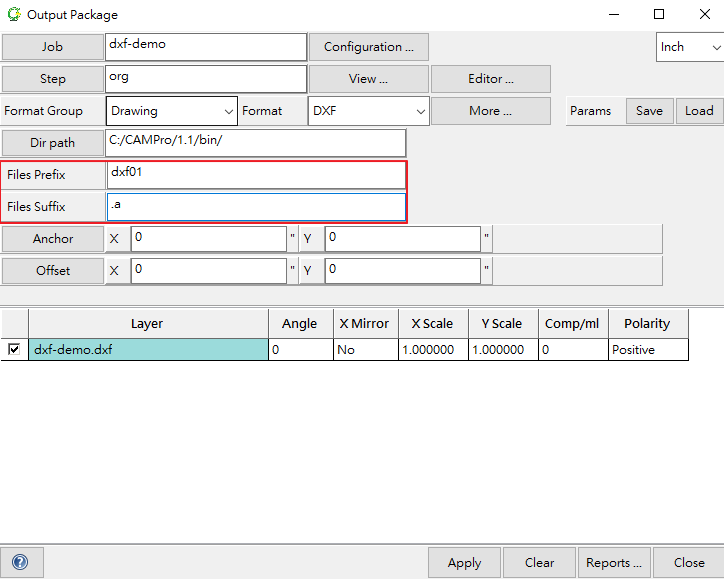 Output Package
Job dxf-demo Configuration ... Inch
Step org View ... Editor ...
Format Group Drawing Format DXF More ... Params Save Load
Dir path C:/CAMPro/1.1/bin/
Files Prefix dxf01
Files Suffix .a
Anchor X 0 " Y 0 "
Offset X 0 " Y 0 "
Layer Angle X Mirror X Scale Y Scale Comp/ml Polarity
dxf-demo.dxf 0 No 1.000000 1.000000 0 Positive
? Apply Clear Reports ... Close